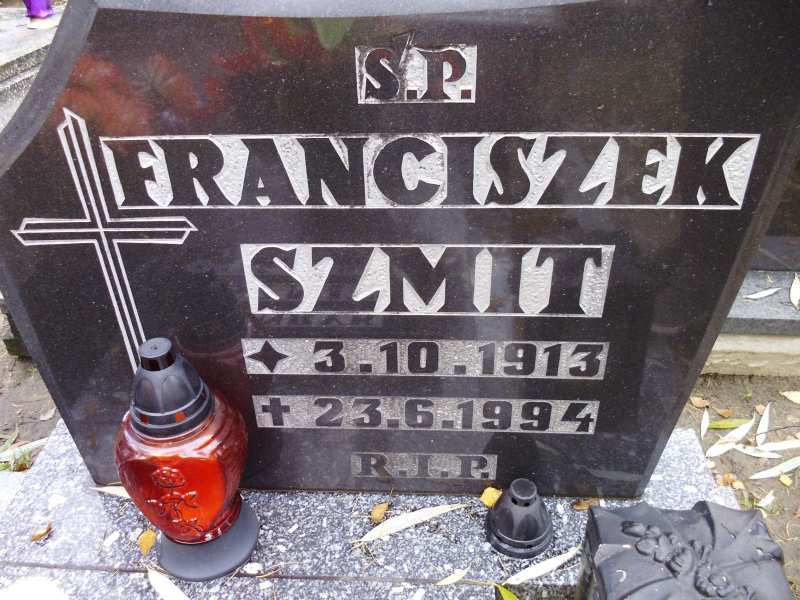 Ś.P.
FRANCISZEK
SZMIT
✦ 3.10.1913
✝ 23.6.1994
R.I.P.